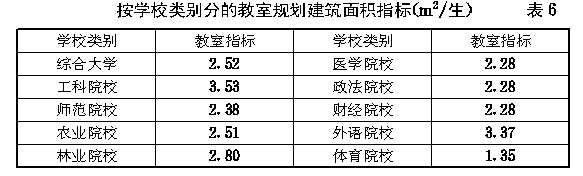 按学校类别分的教室规划建筑面积指标(m²/生) 表 6
学校类别 教室指标 学校类别 教室指标
综合大学 2.52 医学院校 2.28
工科院校 3.53 政法院校 2.28
师范院校 2.38 财经院校 2.28
农业院校 2.51 外语院校 3.37
林业院校 2.80 体育院校 1.35